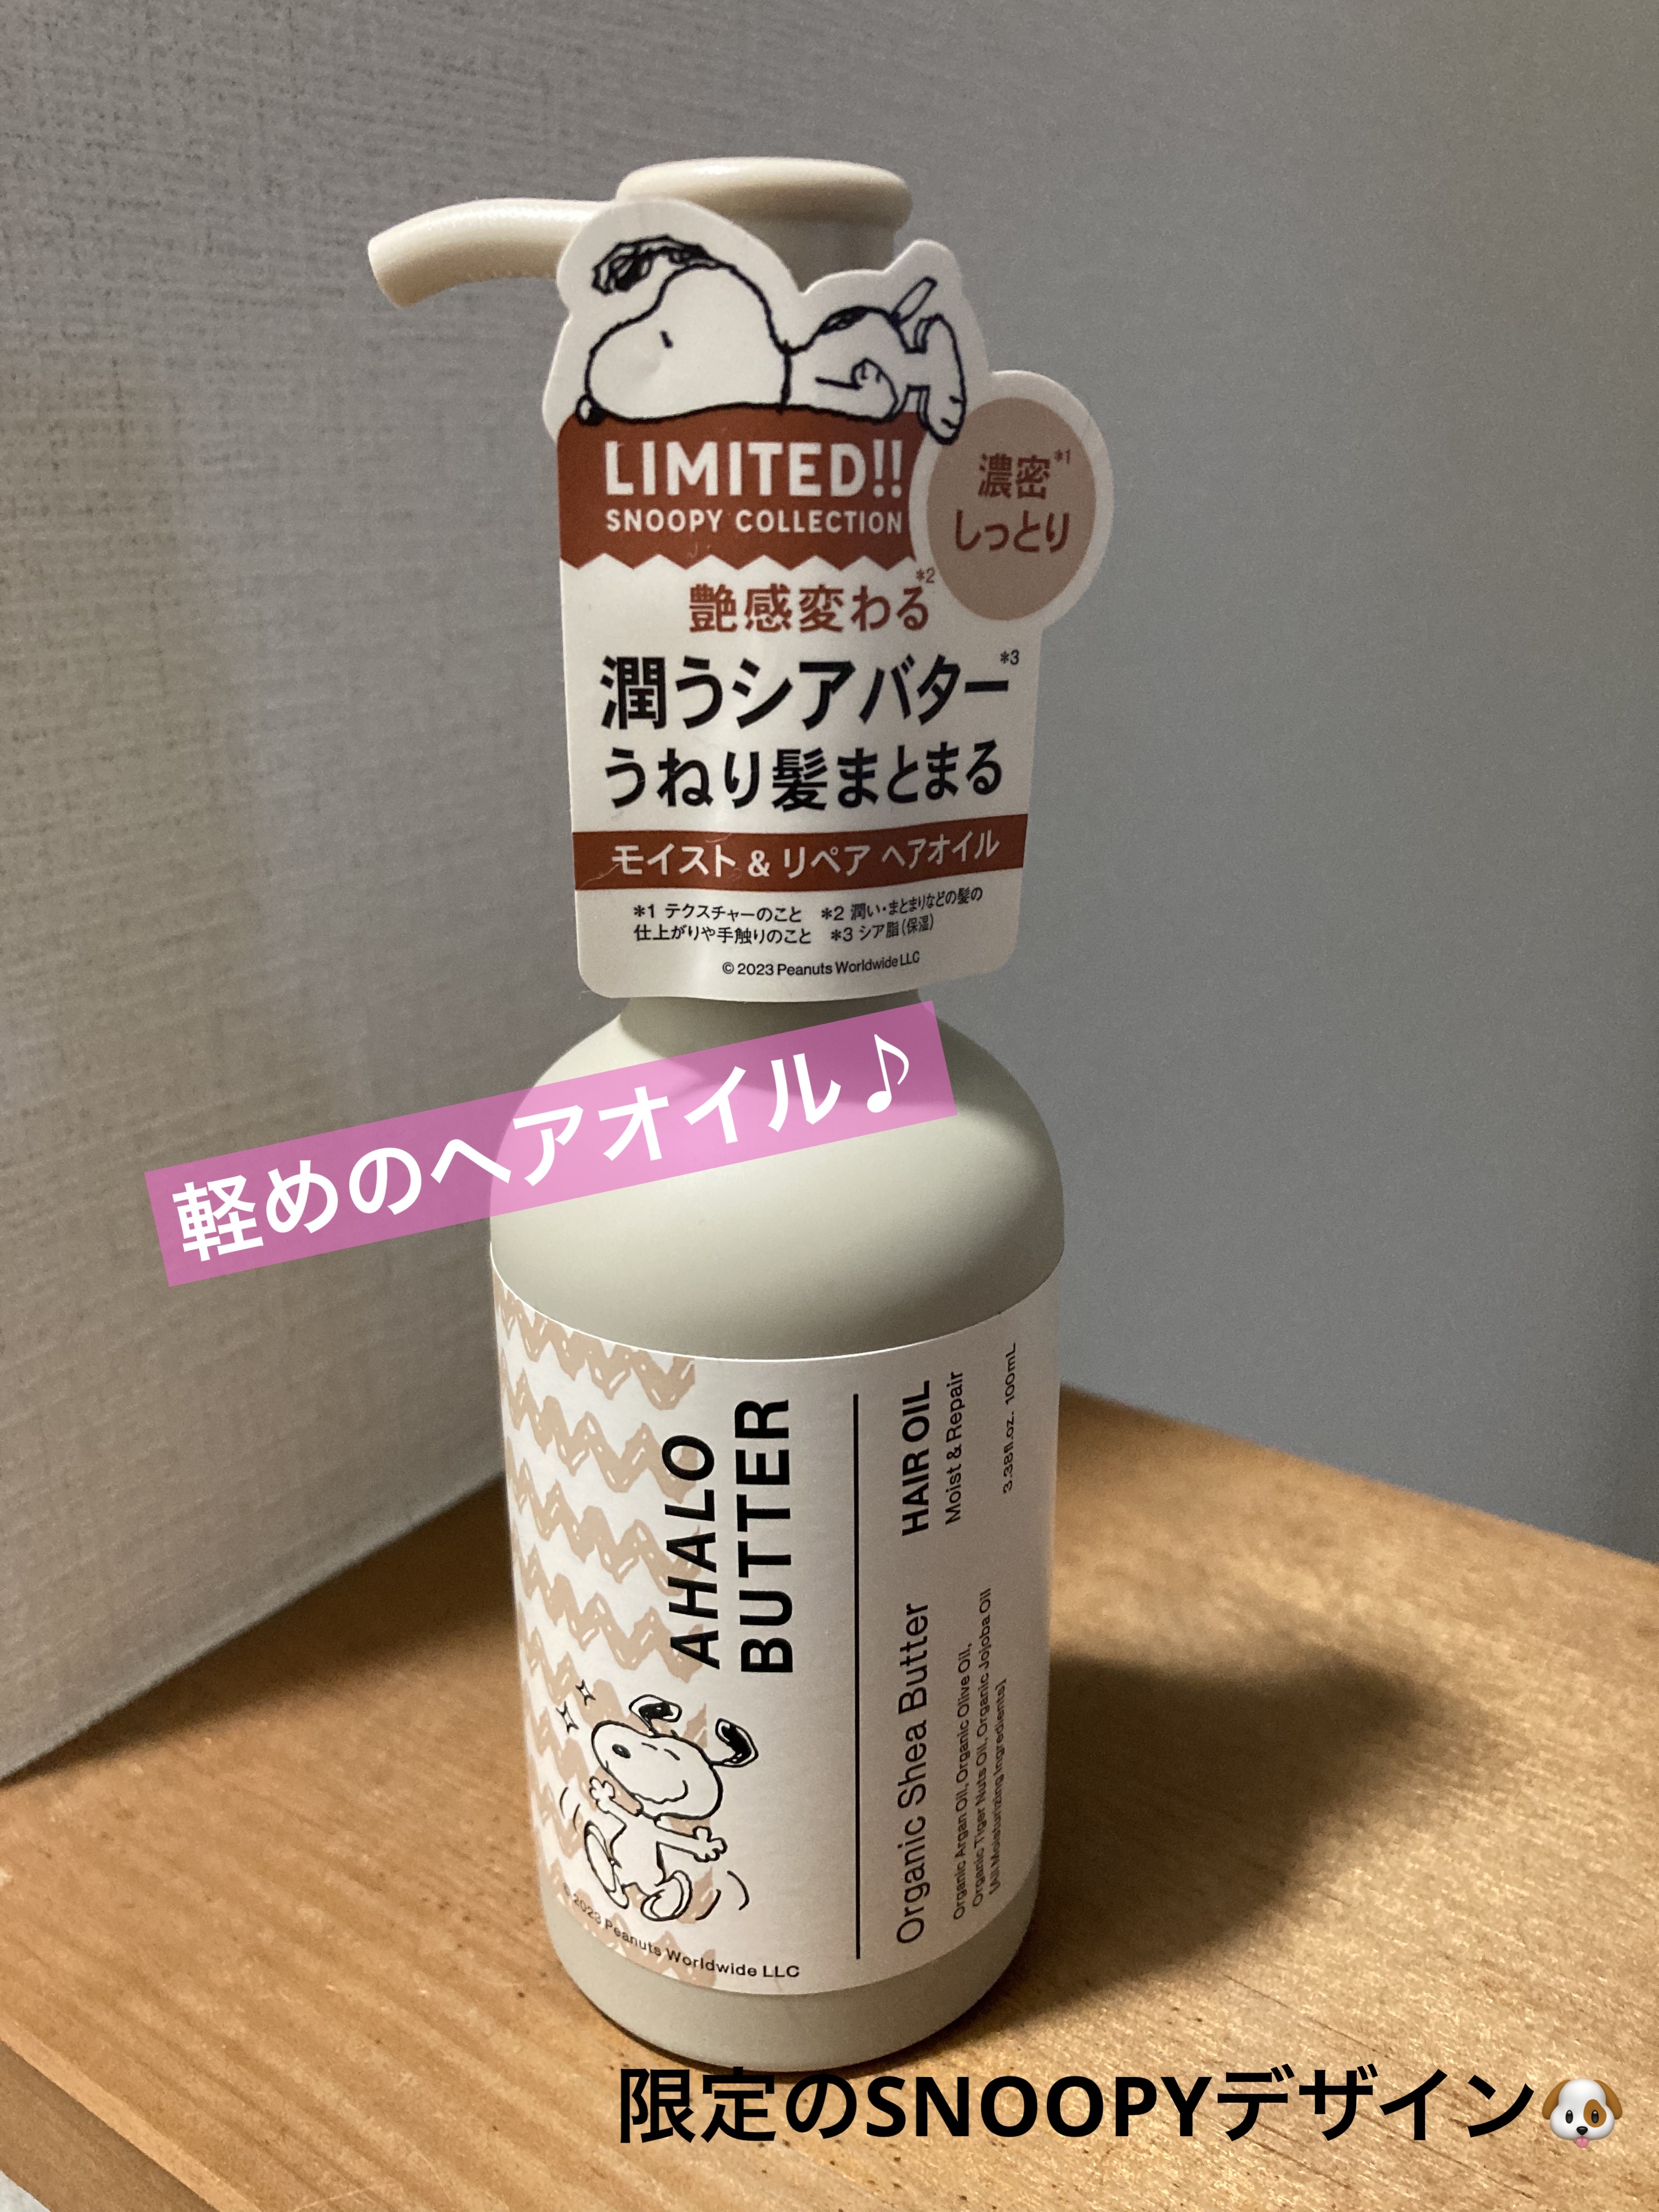 LIMITED!!
SNOOPY COLLECTION
濃密*1
しっとり
艶感変わる*2
潤うシアバター*3
うねり髪まとまる
モイスト & リペア ヘアオイル
*1 テクスチャーのこと *2 潤い・まとまりなどの髪の
仕上がりや手触りのこと *3 シア脂(保湿)
©2023 Peanuts Worldwide LLC
軽めのヘアオイル♪
AHALO
BUTTER
HAIR OIL
Moist & Repair
3.38fl.oz. 100mL
Organic Shea Butter
Organic Argan Oil, Organic Olive Oil,
Organic Tiger Nuts Oil, Organic Jojoba Oil
(All Moisturizing Ingredients)
©2023 Peanuts Worldwide LLC
限定のSNOOPYデザイン🐶